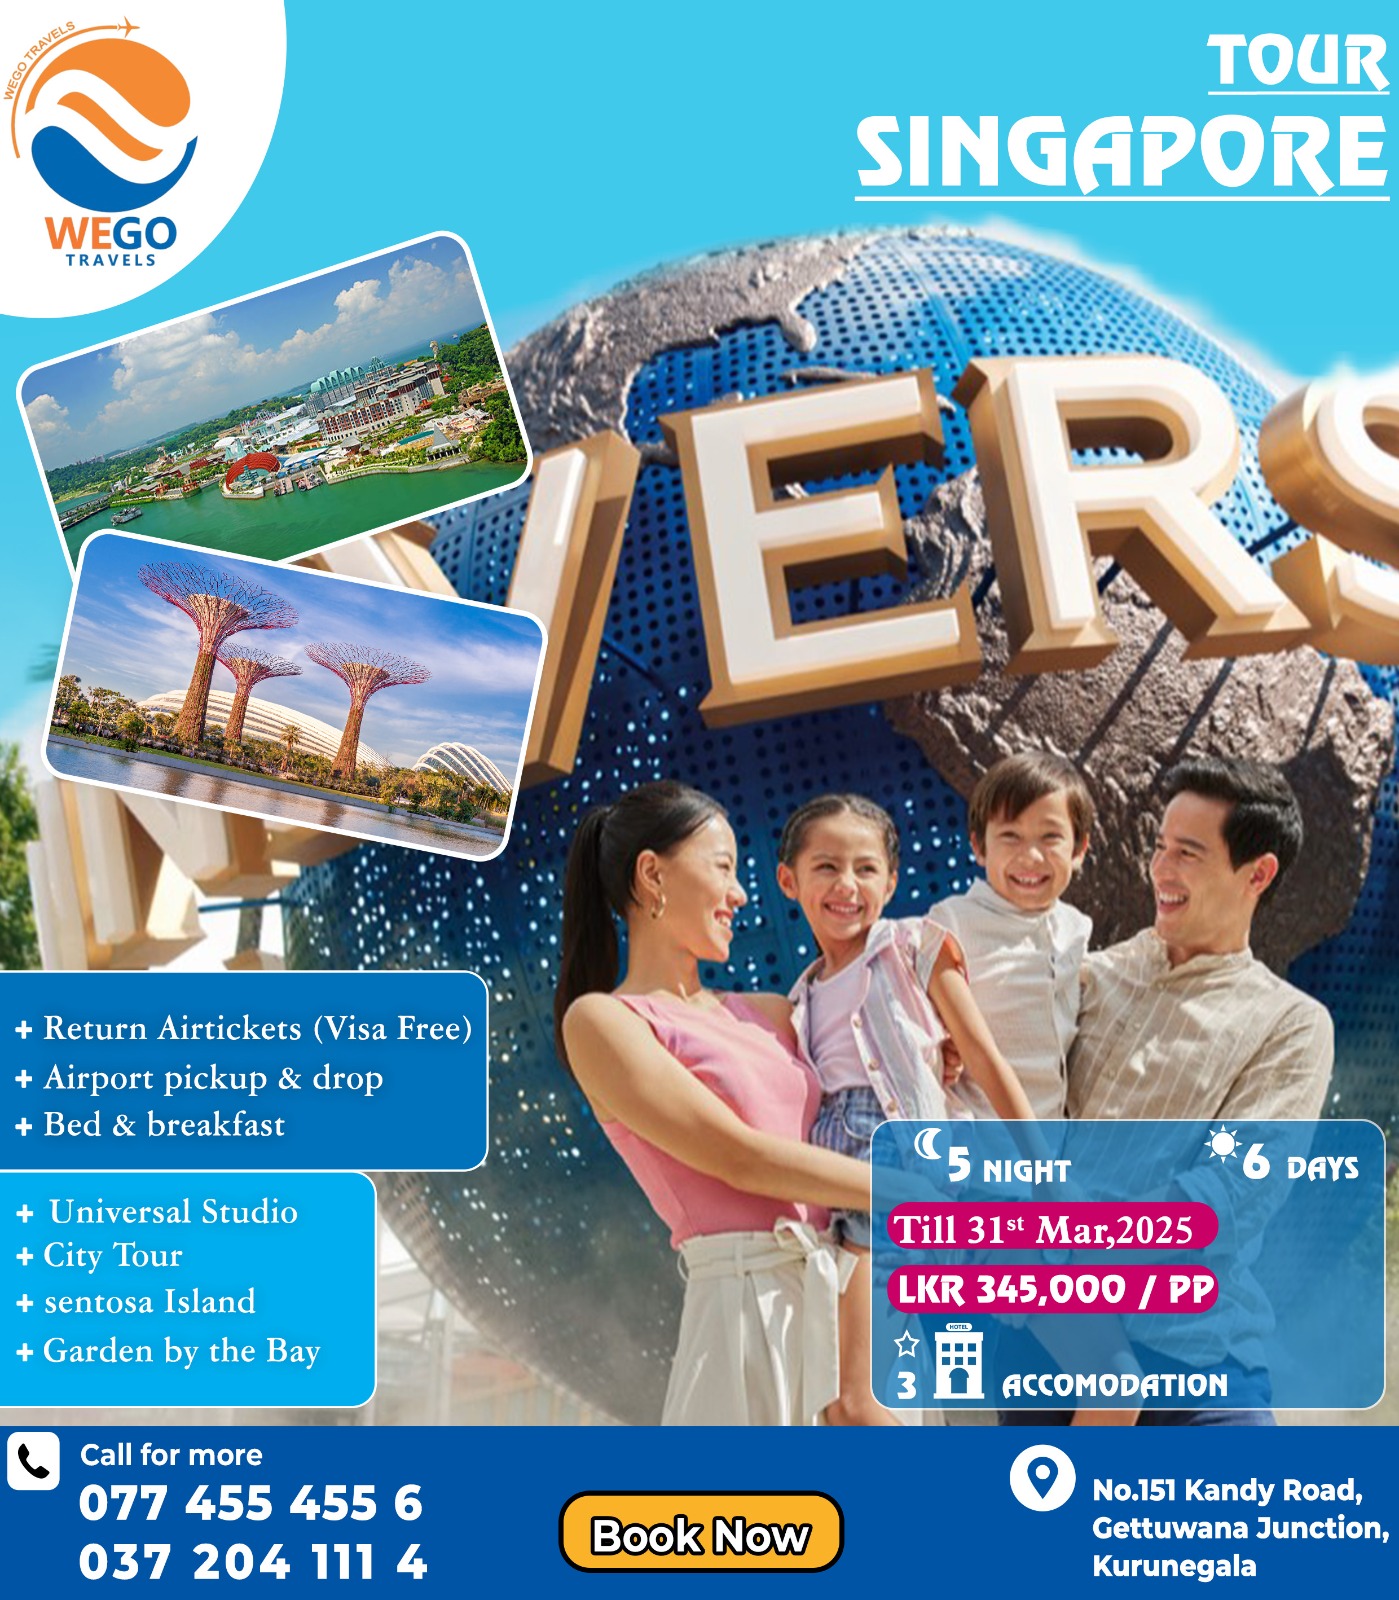 WEGO TRAVELS
WEGO
TRAVELS
TOUR
SINGAPORE
VERS
+ Return Airtickets (Visa Free)
+ Airport pickup & drop
+ Bed & breakfast
+ Universal Studio
+ City Tour
+ sentosa Island
+ Garden by the Bay
5 NIGHT
6 DAYS
Till 31st Mar,2025
LKR 345,000 / PP
HOTEL
3 ACCOMODATION
Call for more
077 455 455 6
037 204 111 4
Book Now
No.151 Kandy Road,
Gettuwana Junction,
Kurunegala